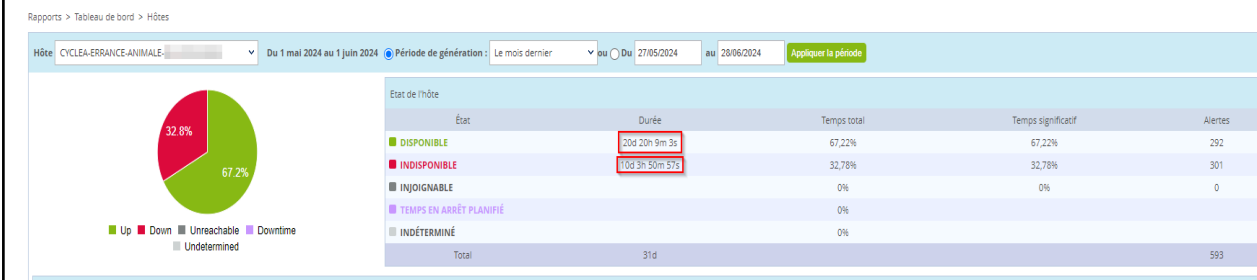 Rapports > Tableau de bord > Hôtes
Hôte CYCLEA-ERRANCE-ANIMALE- Du 1 mai 2024 au 1 juin 2024 Période de génération : Le mois dernier ou Du 27/05/2024 au 28/06/2024 Appliquer la période
Etat de l'hôte
État Durée Temps total Temps significatif Alertes
DISPONIBLE 20d 20h 9m 3s 67,22% 67,22% 292
INDISPONIBLE 10d 3h 50m 57s 32,78% 32,78% 301
INJOIGNABLE 0% 0% 0
TEMPS EN ARRÊT PLANIFIÉ 0%
INDÉTERMINÉ 0%
Total 31d 593
32.8%
67.2%
Up Down Unreachable Downtime
Undetermined